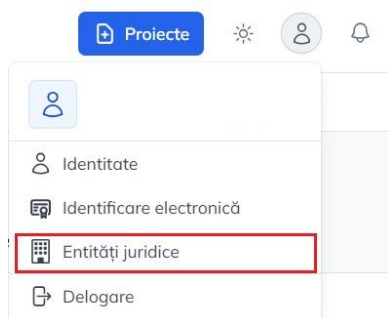 Proiecte
Identitate
Identificare electronică
Entități juridice
Delogare